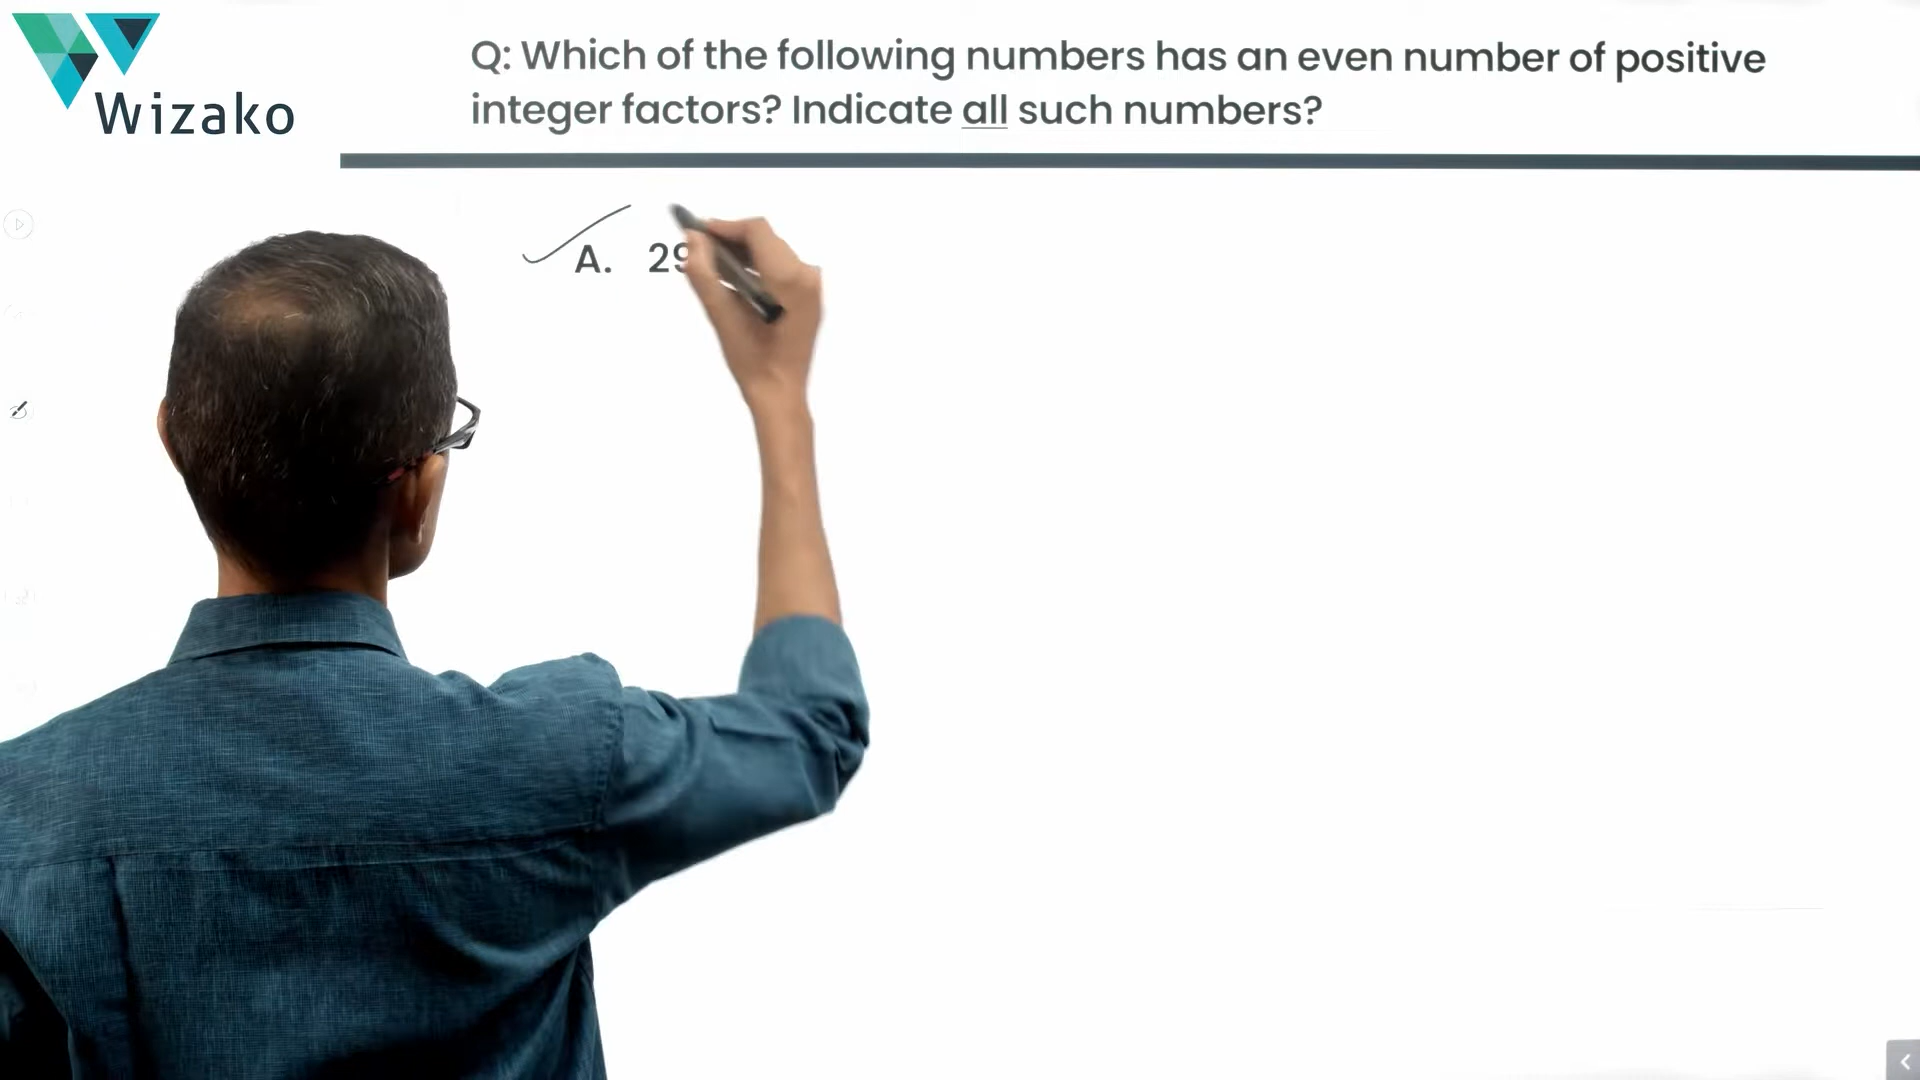 Wizako
Q: Which of the following numbers has an even number of positive
integer factors? Indicate all such numbers?
A. 29